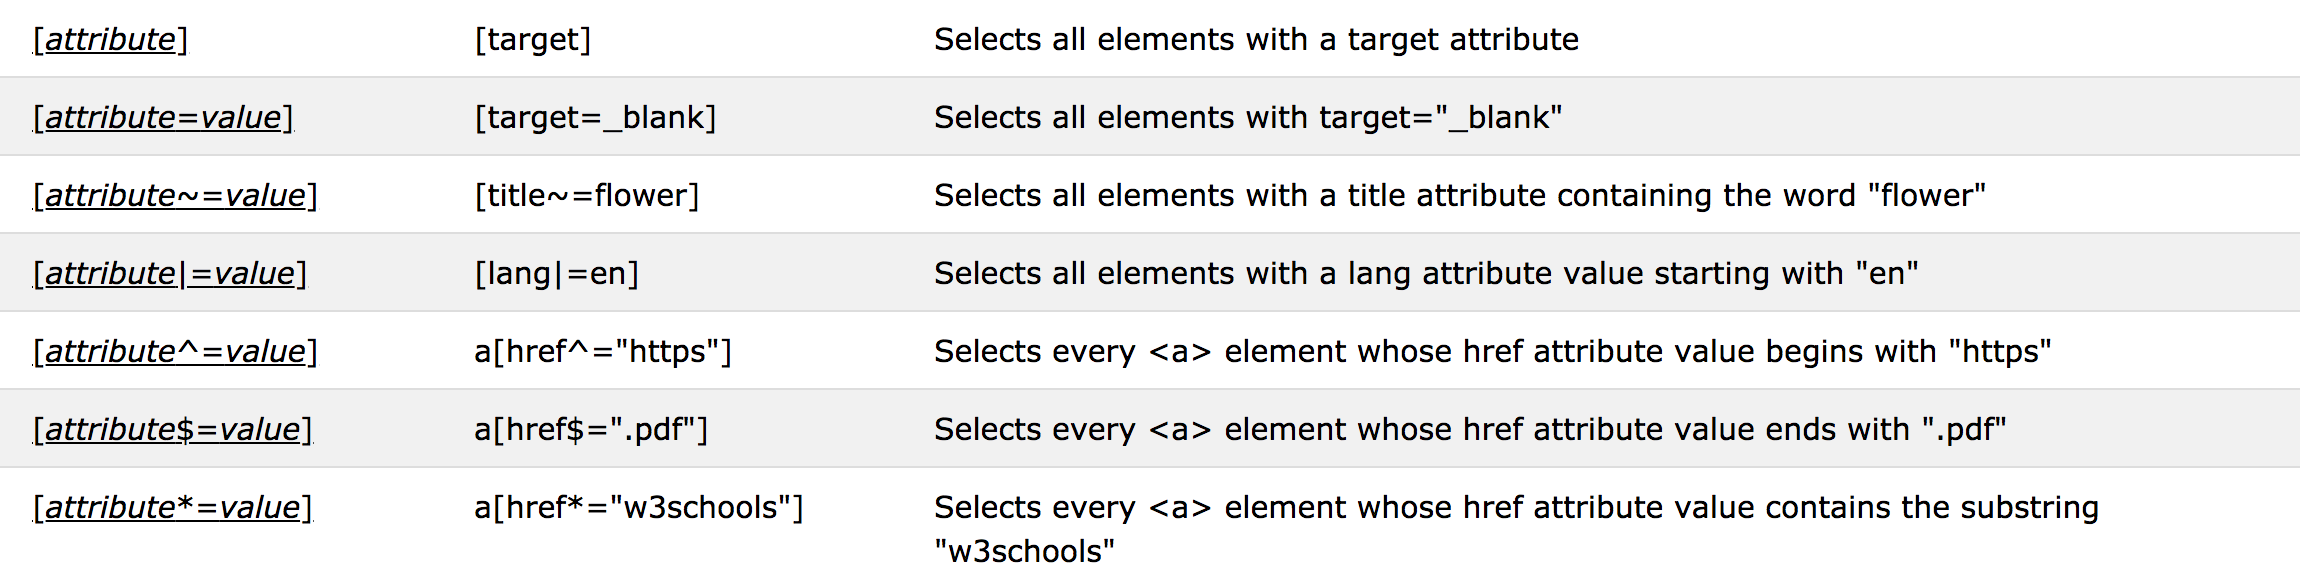 [attribute] [target] Selects all elements with a target attribute
[attribute=value] [target=_blank] Selects all elements with target="_blank"
[attribute~=value] [title~=flower] Selects all elements with a title attribute containing the word "flower"
[attribute|=value] [lang|=en] Selects all elements with a lang attribute value starting with "en"
[attribute^=value] a[href^="https"] Selects every <a> element whose href attribute value begins with "https"
[attribute$=value] a[href$=".pdf"] Selects every <a> element whose href attribute value ends with ".pdf"
[attribute*=value] a[href*="w3schools"] Selects every <a> element whose href attribute value contains the substring
"w3schools"